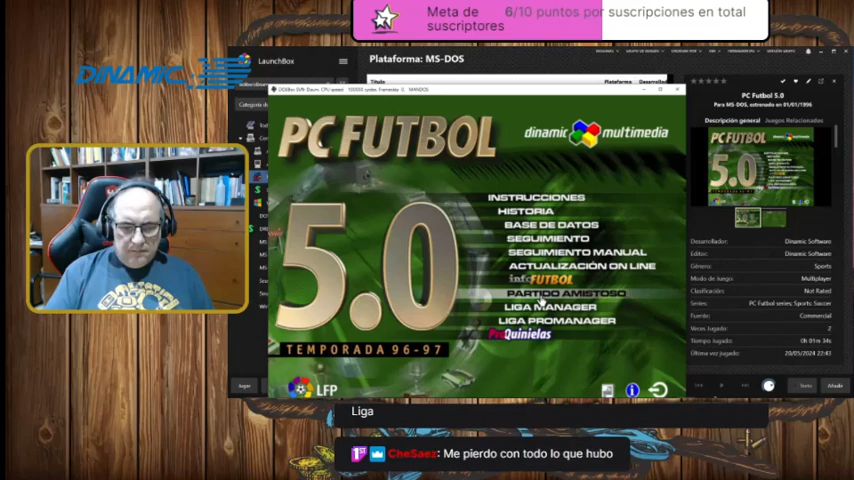 Meta de suscriptores
6/10 puntos por suscripciones en total
DINAMIC
LaunchBox
Plataforma: MS-DOS
Título
Plataforma
PC FUTBOL
dinamic multimedia
5.0
TEMPORADA 96-97
LFP
INSTRUCCIONES
HISTORIA
BASE DE DATOS
SEGUIMIENTO
SEGUIMIENTO MANUAL
ACTUALIZACIÓN ON LINE
infoFUTBOL
PARTIDO AMISTOSO
LIGA MANAGER
LIGA PROMANAGER
ProQuinielas
PC Futbol 5.0
Para MS-DOS, estrenado en 01/01/1996
Descripción general
Juegos Relacionados
Desarrollador: Dinamic Software
Editor: Dinamic Software
Género: Sports
Modo de Juego: Multiplayer
Clasificación: Not Rated
Series: PC Futbol series; Sports: Soccer
Fuente: Commercial
Veces Jugado: 2
Tiempo Jugado: 0h 01m 34s
Última vez jugado: 20/05/2024 22:43
Jugar
Añadir
Liga
1ST CheSaez: Me pierdo con todo lo que hubo